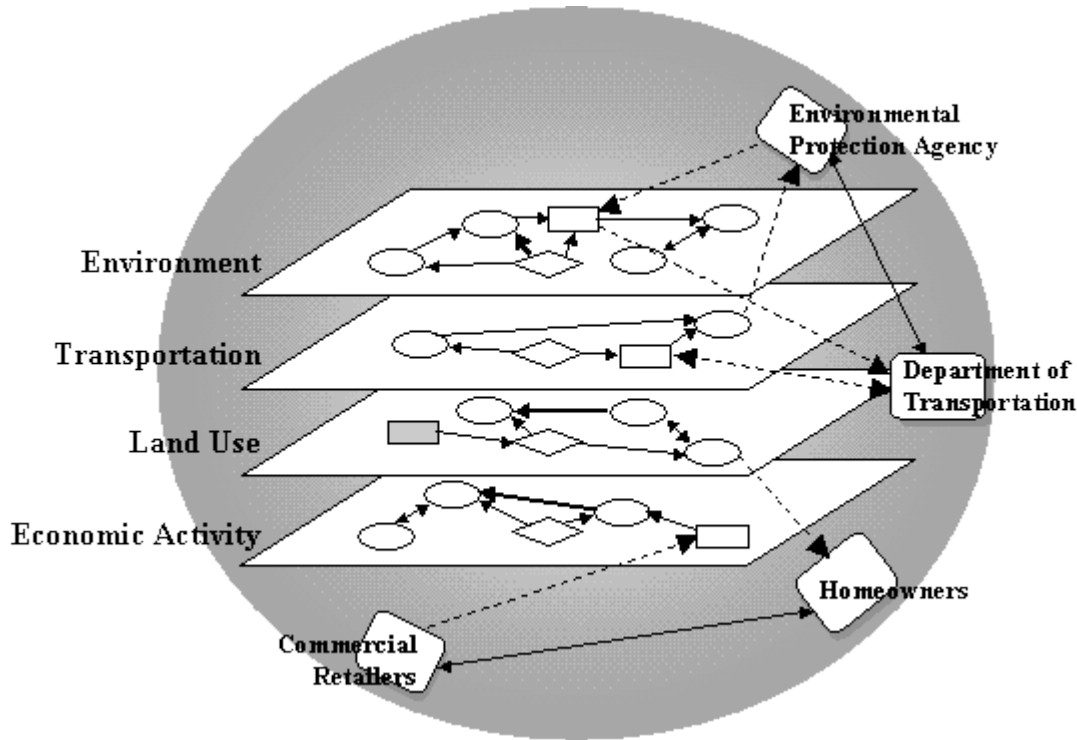 Environmental
Protection Agency
Environment
Transportation
Department of
Transportation
Land Use
Economic Activity
Homeowners
Commercial
Retailers